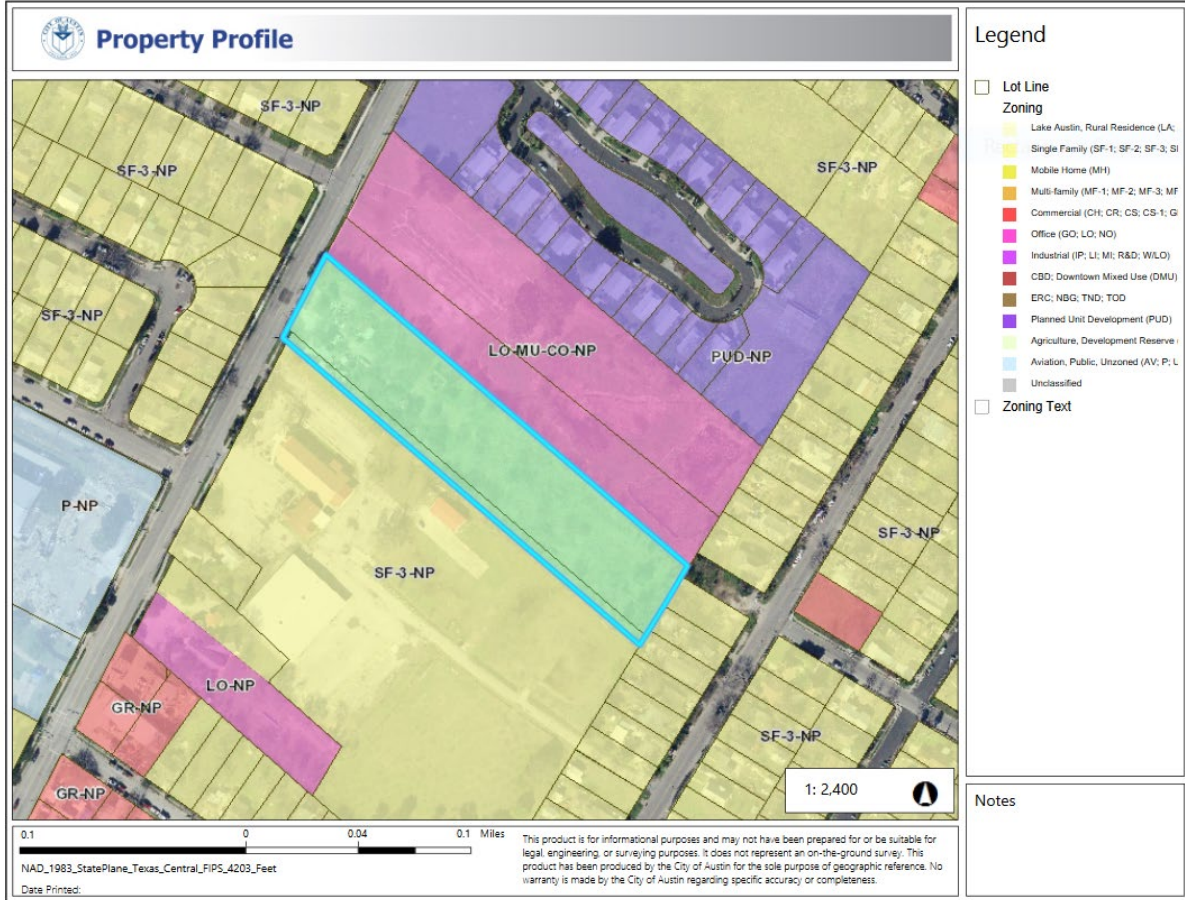 Property Profile
SF-3-NP
SF-3-NP
SF-3-NP
SF-3-NP
LO-MU-CO-NP
PUD-NP
P-NP
SF-3-NP
SF-3-NP
LO-NP
GR-NP
SF-3-NP
GR-NP
1: 2,400
Legend
Lot Line
Zoning
Lake Austin, Rural Residence (LA;
Single Family (SF-1; SF-2; SF-3; SI
Mobile Home (MH)
Multi-family (MF-1; MF-2; MF-3; MF
Commercial (CH; CR; CS; CS-1; GI
Office (GO; LO; NO)
Industrial (IP; LI; MI; R&D; W/LO)
CBD; Downtown Mixed Use (DMU)
ERC; NBG; TND; TOD
Planned Unit Development (PUD)
Agriculture, Development Reserve
Aviation, Public, Unzoned (AV; P; U
Unclassified
Zoning Text
Notes
0.1 0 0.04 0.1 Miles
NAD_1983_StatePlane_Texas_Central_FIPS_4203_Feet
Date Printed:
This product is for informational purposes and may not have been prepared for or be suitable for
legal, engineering, or surveying purposes. It does not represent an on-the-ground survey. This
product has been produced by the City of Austin for the sole purpose of geographic reference. No
warranty is made by the City of Austin regarding specific accuracy or completeness.